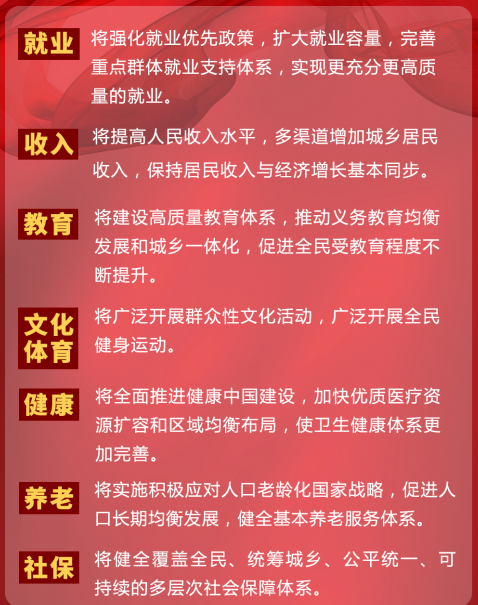 就业
将强化就业优先政策，扩大就业容量，完善
重点群体就业支持体系，实现更充分更高质
量的就业。
收入
将提高人民收入水平，多渠道增加城乡居民
收入，保持居民收入与经济增长基本同步。
教育
将建设高质量教育体系，推动义务教育均衡
发展和城乡一体化，促进全民受教育程度不
断提升。
文化
体育
将广泛开展群众性文化活动，广泛开展全民
健身运动。
健康
将全面推进健康中国建设，加快优质医疗资
源扩容和区域均衡布局，使卫生健康体系更
加完善。
养老
将实施积极应对人口老龄化国家战略，促进人
口长期均衡发展，健全基本养老服务体系。
社保
将健全覆盖全民、统筹城乡、公平统一、可
持续的多层次社会保障体系。